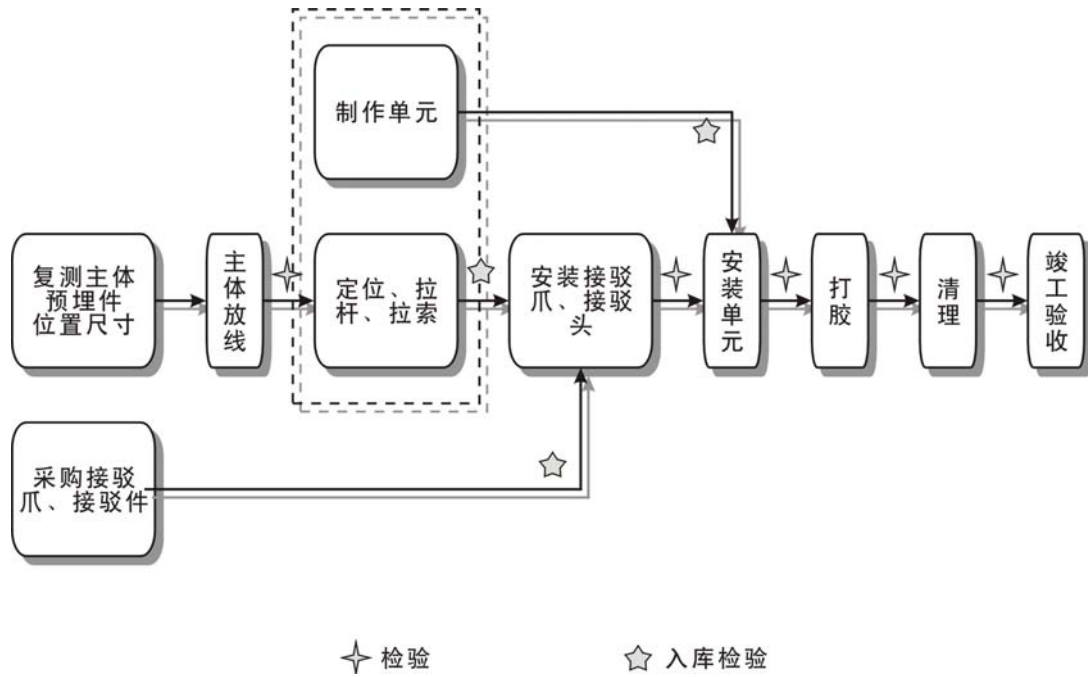 制作单元
复测主体
预埋件
位置尺寸
主
体
放
线
定位、拉
杆、拉索
安装接驳
爪、接驳
头
安
装
单
元
打
胶
清
理
竣
工
验
收
采购接驳
爪、接驳件
检验
入库检验